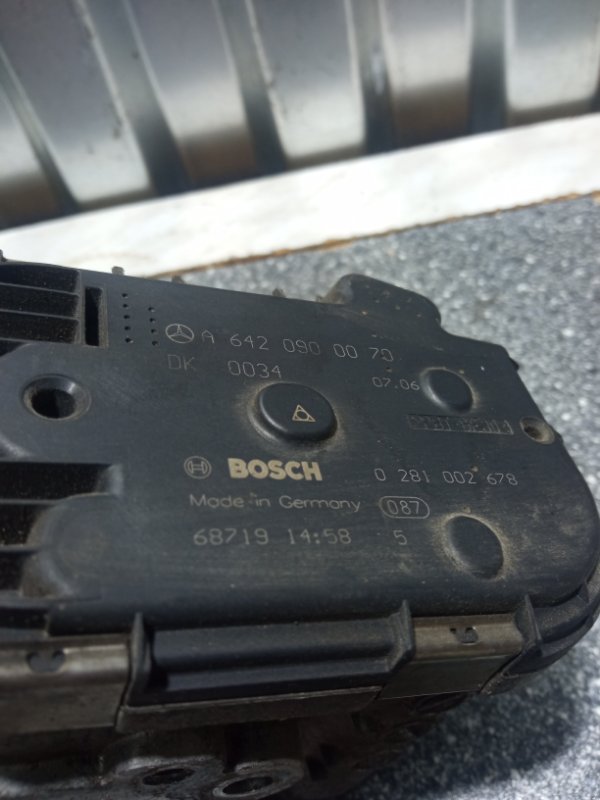 A 642 090 00 70
DK 0034
07.06
BOSCH 0 281 002 678
Made in Germany 087
68719 14:58 5